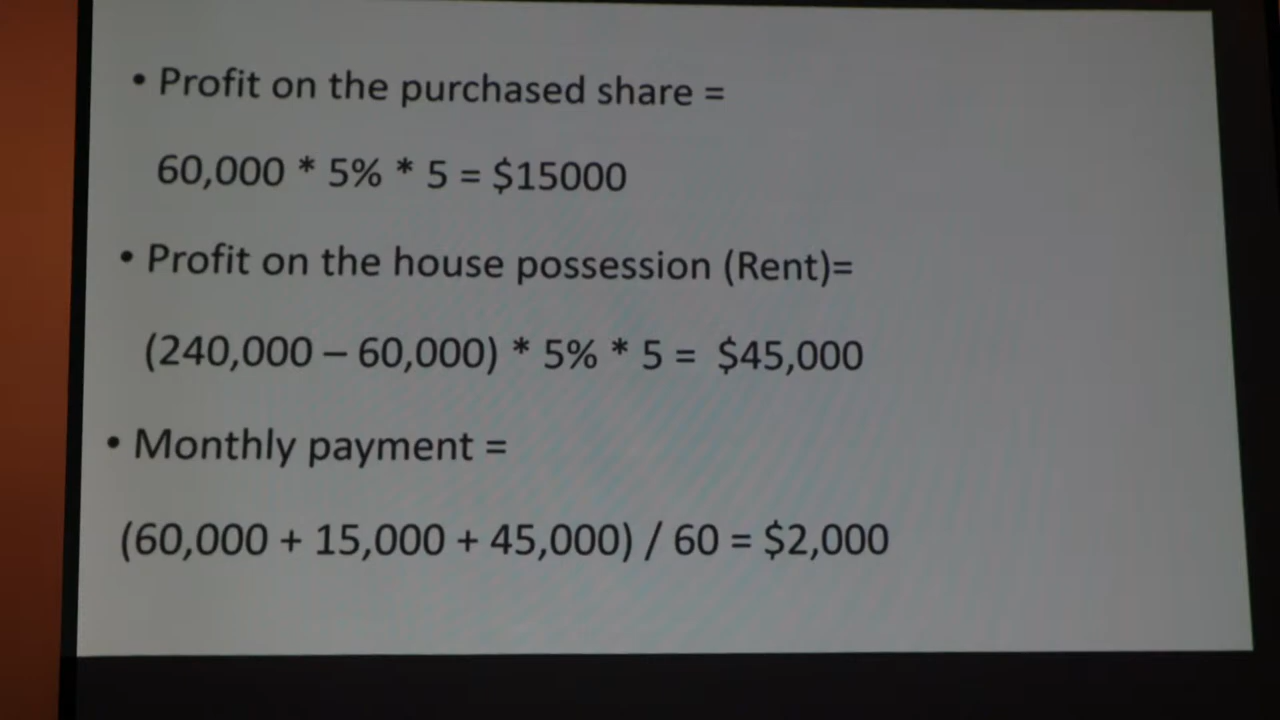 • Profit on the purchased share =
60,000 * 5% * 5 = $15000
• Profit on the house possession (Rent)=
(240,000 – 60,000) * 5% * 5 = $45,000
• Monthly payment =
(60,000 + 15,000 + 45,000) / 60 = $2,000